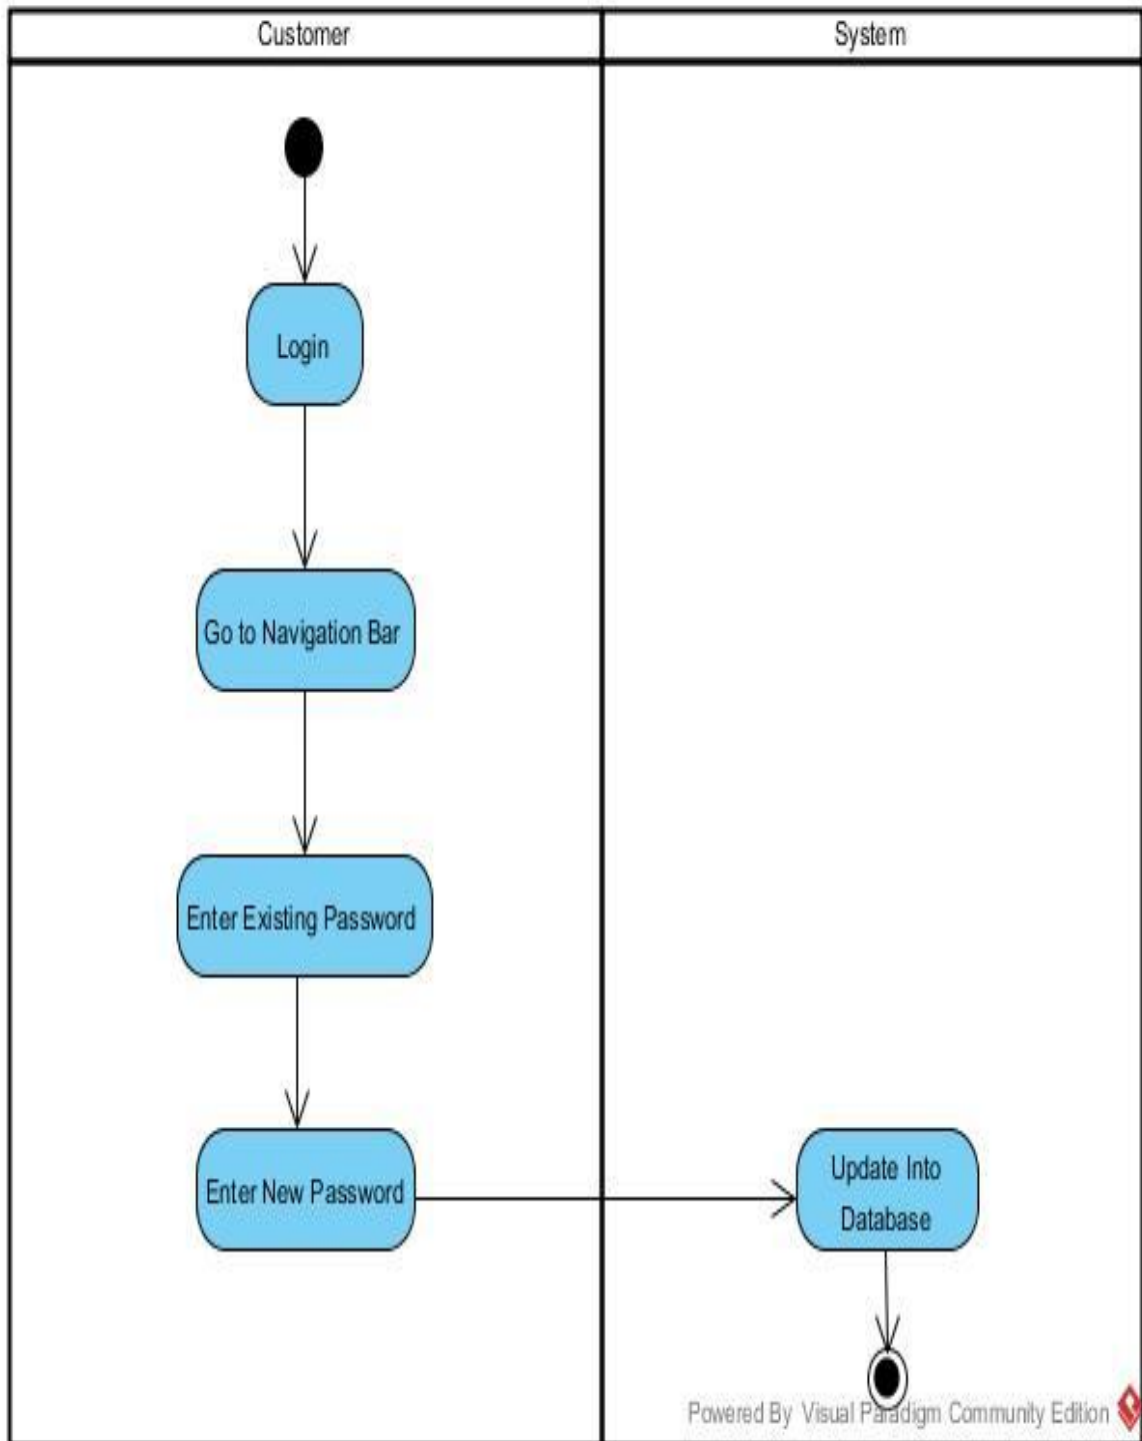 Customer
System
Login
Go to Navigation Bar
Enter Existing Password
Enter New Password
Update Into
Database
Powered By Visual Paradigm Community Edition